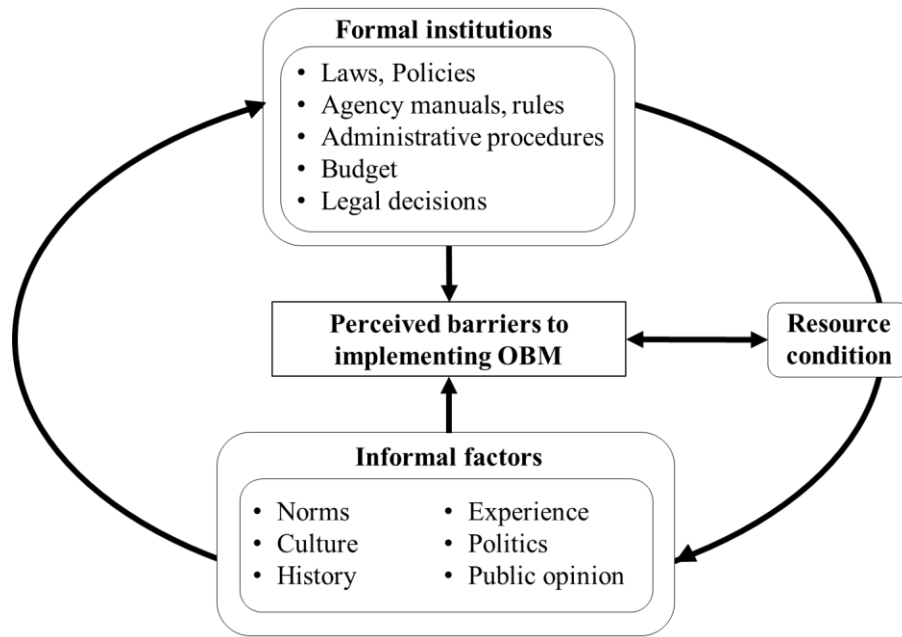 Formal institutions
• Laws, Policies
• Agency manuals, rules
• Administrative procedures
• Budget
• Legal decisions
Perceived barriers to
implementing OBM
Resource
condition
Informal factors
• Norms
• Culture
• History
• Experience
• Politics
• Public opinion